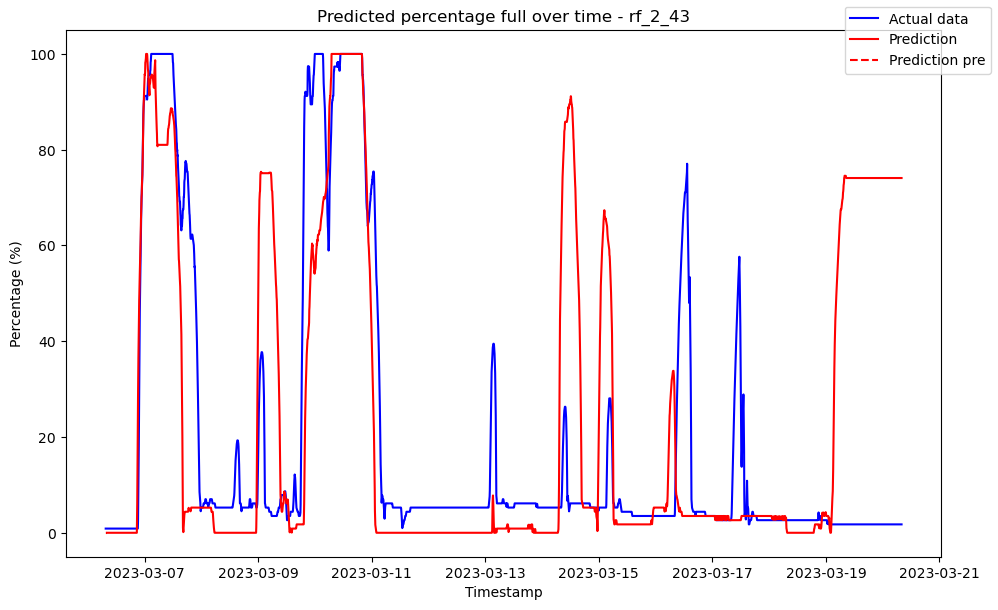 Predicted percentage full over time - rf_2_43
Actual data
Prediction
Prediction pre
100
80
60
40
20
0
Percentage (%)
2023-03-07
2023-03-09
2023-03-11
2023-03-13
2023-03-15
2023-03-17
2023-03-19
2023-03-21
Timestamp